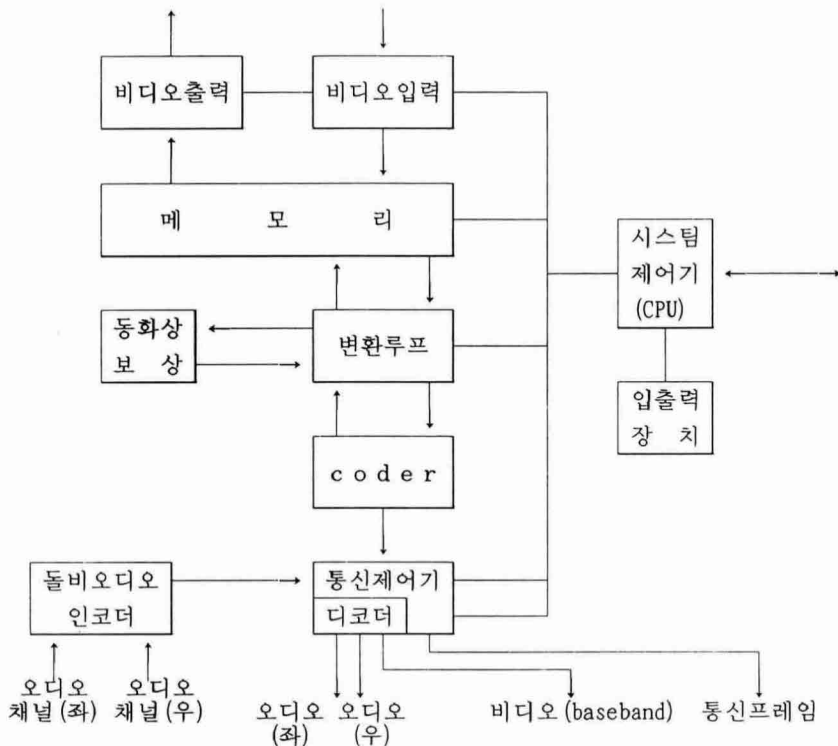 비디오출력
비디오입력
메 모 리
시스팀
제어기
(CPU)
동화상
보 상
변환루프
입출력
장 치
coder
돌비오디오
인코더
통신제어기
디코더
오디오
채널(좌)
오디오
채널(우)
오디오
(좌)
오디오
(우)
비디오(baseband)
통신프레임